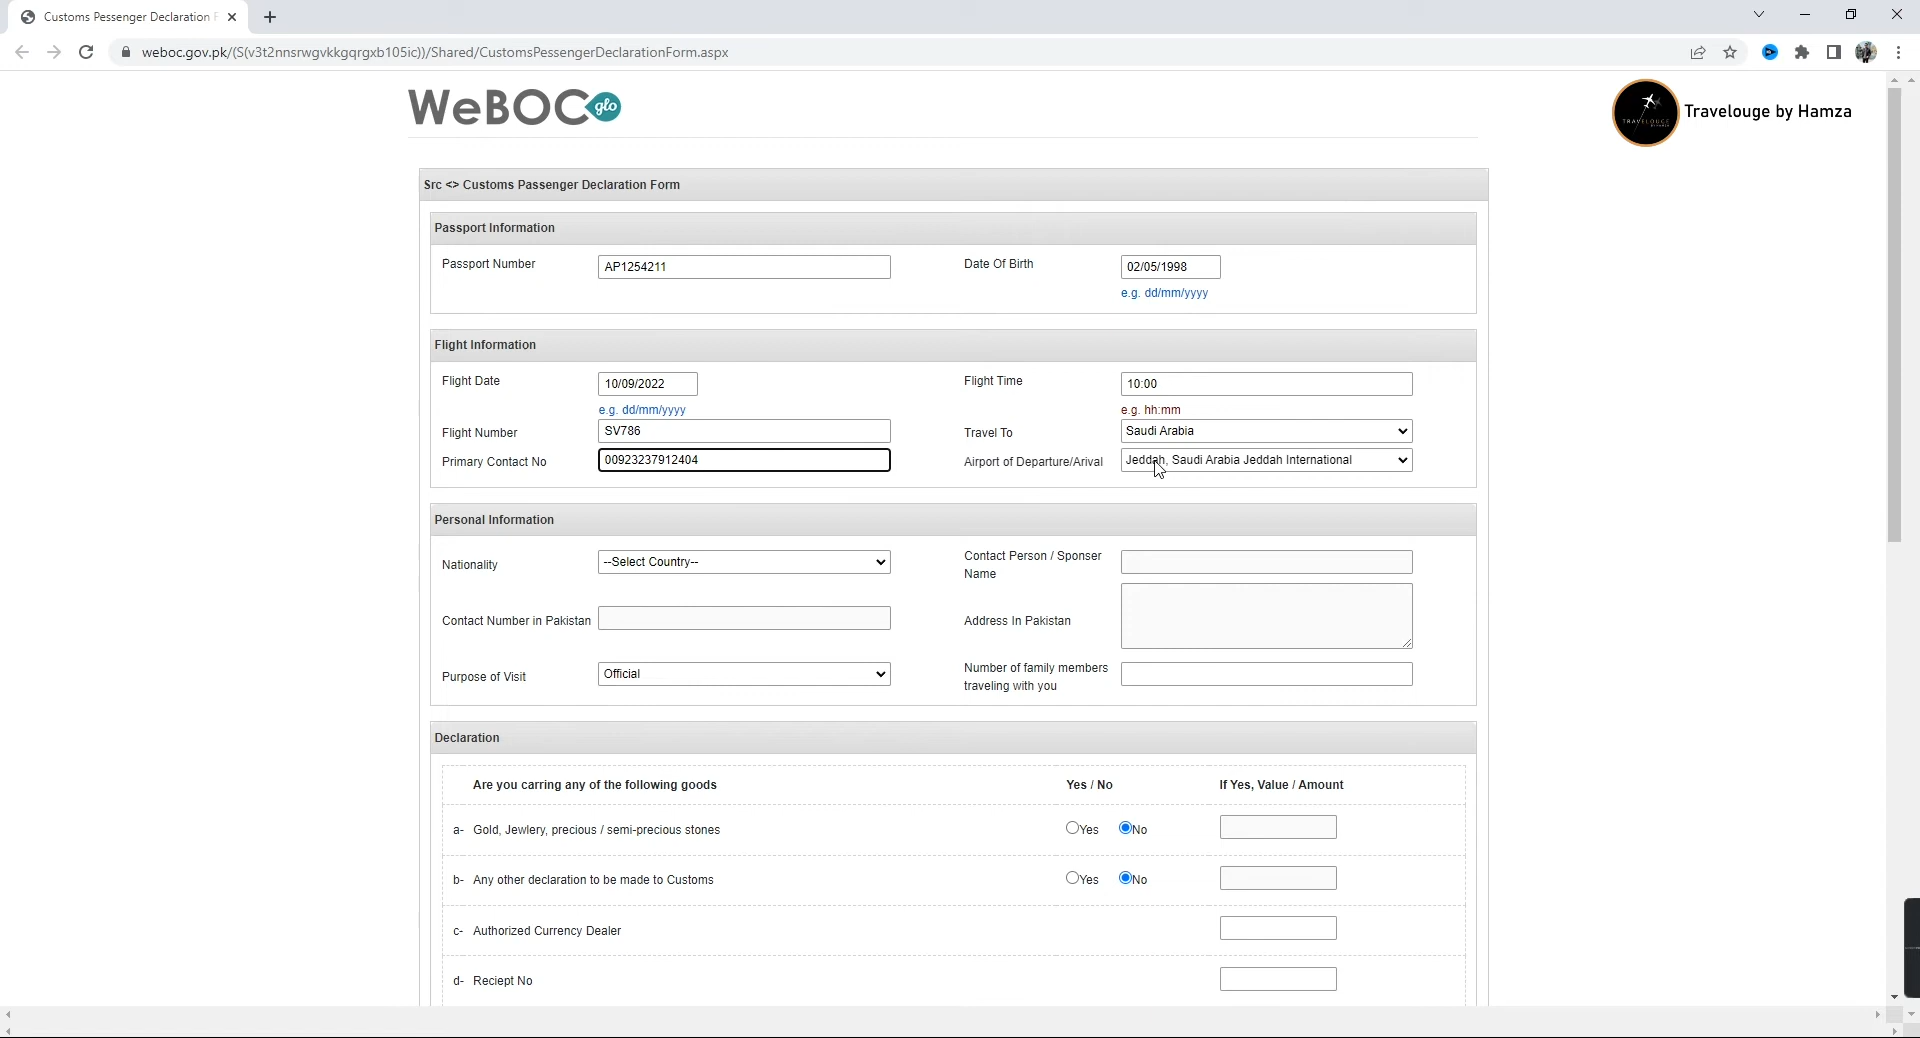 Customs Pessenger Declaration F
weboc.gov.pk/(S(v3t2nnsrwgvkkgqrgxb105ic))/Shared/CustomsPessengerDeclarationForm.aspx
WeBOC glo
TRAVELOUGE
Travelouge by Hamza
Src <> Customs Passenger Declaration Form
Passport Information
Passport Number AP1254211 Date Of Birth 02/05/1998
e.g. dd/mm/yyyy
Flight Information
Flight Date 10/09/2022 Flight Time 10:00
e.g. dd/mm/yyyy e.g. hh:mm
Flight Number SV786 Travel To Saudi Arabia
Primary Contact No 00923237912404 Airport of Departure/Arival Jeddah, Saudi Arabia Jeddah International
Personal Information
Nationality --Select Country-- Contact Person / Sponser
Name
Contact Number in Pakistan Address In Pakistan
Purpose of Visit Official Number of family members
traveling with you
Declaration
Are you carring any of the following goods Yes / No If Yes, Value / Amount
a- Gold, Jewlery, precious / semi-precious stones Yes No
b- Any other declaration to be made to Customs Yes No
c- Authorized Currency Dealer
d- Reciept No